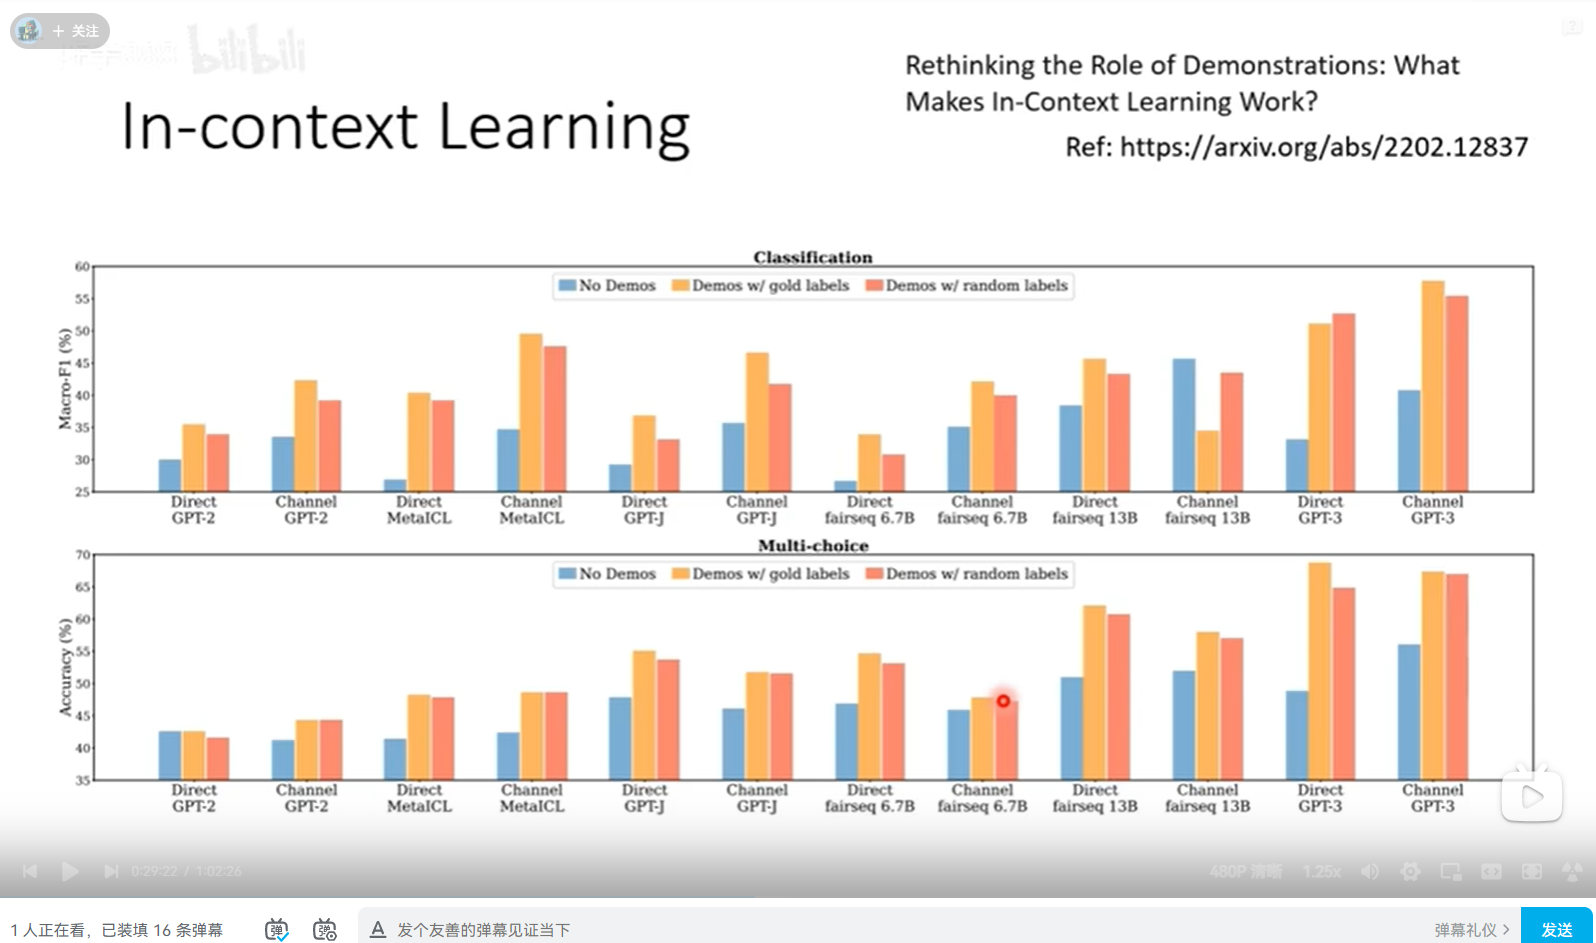 + 关注
bilibili
In-context Learning
Rethinking the Role of Demonstrations: What
Makes In-Context Learning Work?
Ref: https://arxiv.org/abs/2202.12837
Classification
No Demos Demos w/ gold labels Demos w/ random labels
Macro-F1 (%)
60
55
50
45
40
35
30
25
Direct GPT-2
Channel GPT-2
Direct MetaICL
Channel MetaICL
Direct GPT-J
Channel GPT-J
Direct fairseq 6.7B
Channel fairseq 6.7B
Direct fairseq 13B
Channel fairseq 13B
Direct GPT-3
Channel GPT-3
Multi-choice
No Demos Demos w/ gold labels Demos w/ random labels
Accuracy (%)
70
65
60
55
50
45
40
35
Direct GPT-2
Channel GPT-2
Direct MetaICL
Channel MetaICL
Direct GPT-J
Channel GPT-J
Direct fairseq 6.7B
Channel fairseq 6.7B
Direct fairseq 13B
Channel fairseq 13B
Direct GPT-3
Channel GPT-3
0:29:22 / 1:02:26
480P 清晰 1.25x
1 人正在看，已装填 16 条弹幕
弹 弹
A 发个友善的弹幕见证当下
弹幕礼仪 >
发送